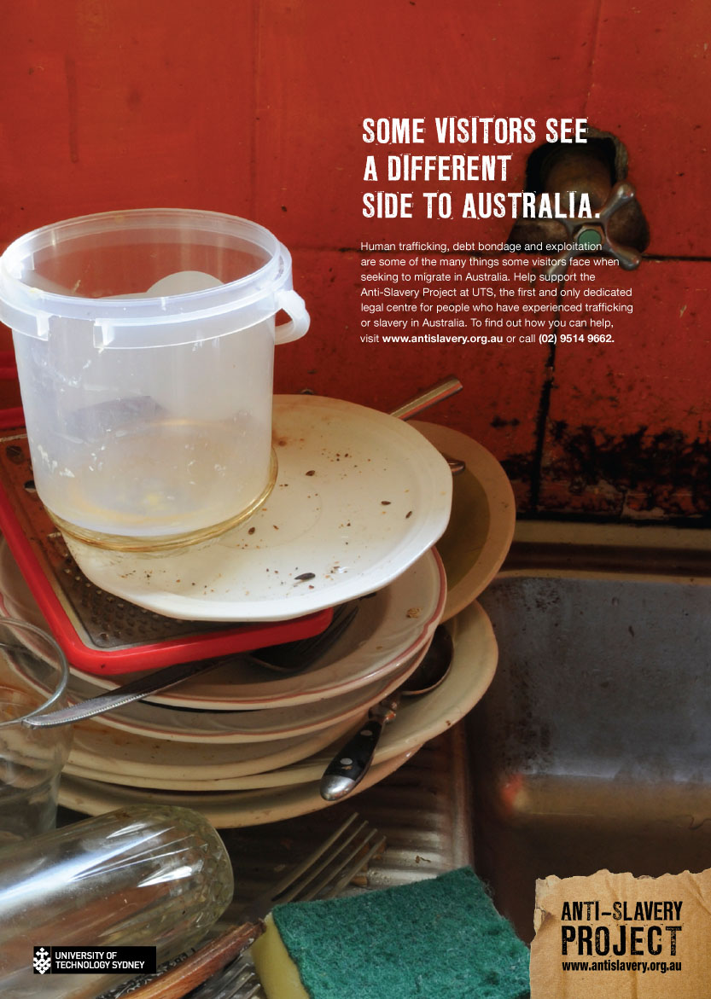 SOME VISITORS SEE
A DIFFERENT
SIDE TO AUSTRALIA.
Human trafficking, debt bondage and exploitation
are some of the many things some visitors face when
seeking to migrate in Australia. Help support the
Anti-Slavery Project at UTS, the first and only dedicated
legal centre for people who have experienced trafficking
or slavery in Australia. To find out how you can help,
visit www.antislavery.org.au or call (02) 9514 9662.
ANTI-SLAVERY
PROJECT
www.antislavery.org.au
UNIVERSITY OF
TECHNOLOGY SYDNEY